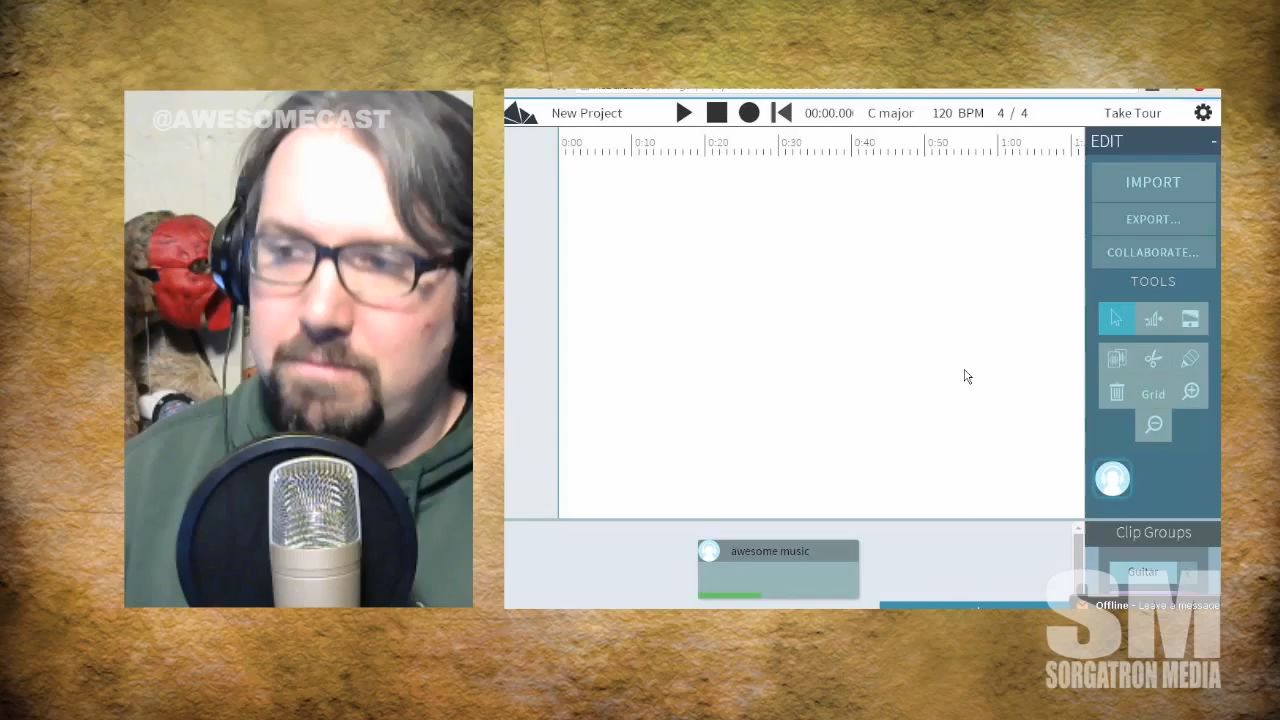 @AWESOMECAST
New Project
00:00.00
C major
120 BPM
4 / 4
Take Tour
0:00 0:10 0:20 0:30 0:40 0:50 1:00
EDIT
-
IMPORT
EXPORT...
COLLABORATE...
TOOLS
Grid
Clip Groups
awesome music
Guitar
Offline - Leave a message
SM
SORGATRON MEDIA